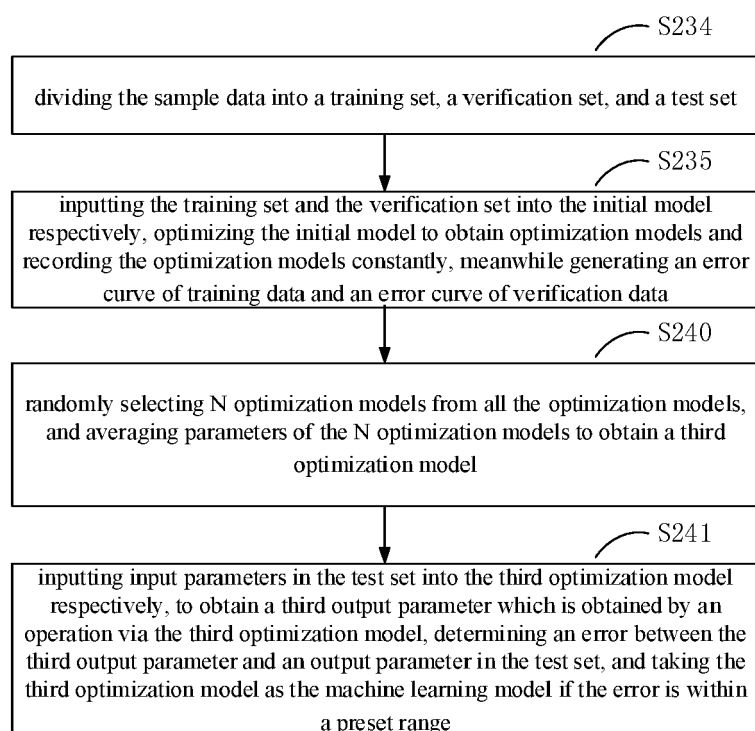 S234
dividing the sample data into a training set, a verification set, and a test set
S235
inputting the training set and the verification set into the initial model
respectively, optimizing the initial model to obtain optimization models and
recording the optimization models constantly, meanwhile generating an error
curve of training data and an error curve of verification data
S240
randomly selecting N optimization models from all the optimization models,
and averaging parameters of the N optimization models to obtain a third
optimization model
S241
inputting input parameters in the test set into the third optimization model
respectively, to obtain a third output parameter which is obtained by an
operation via the third optimization model, determining an error between the
third output parameter and an output parameter in the test set, and taking the
third optimization model as the machine learning model if the error is within
a preset range